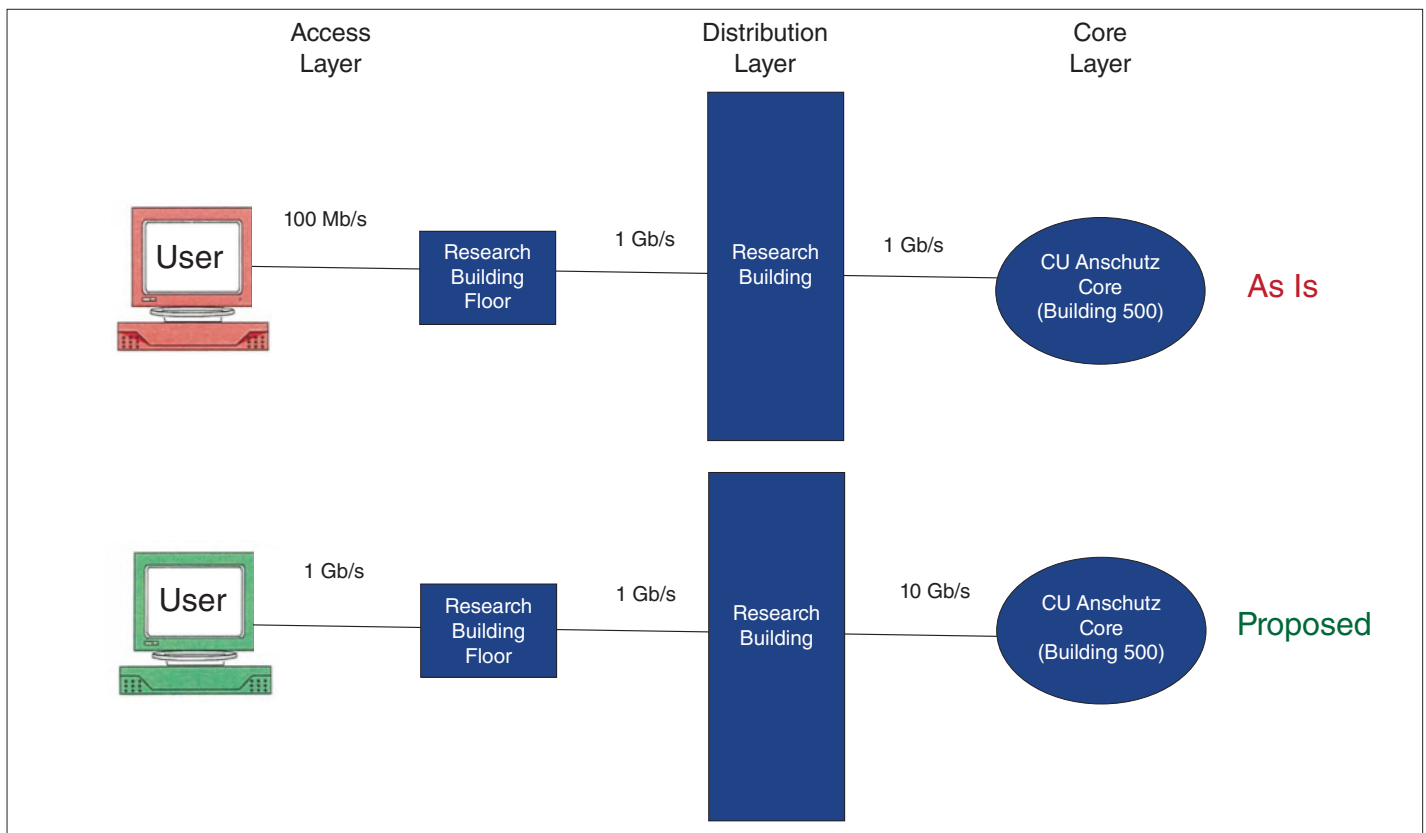 Access
Layer
Distribution
Layer
Core
Layer
User
100 Mb/s
Research
Building
Floor
1 Gb/s
Research
Building
1 Gb/s
CU Anschutz
Core
(Building 500)
As Is
User
1 Gb/s
Research
Building
Floor
1 Gb/s
Research
Building
10 Gb/s
CU Anschutz
Core
(Building 500)
Proposed